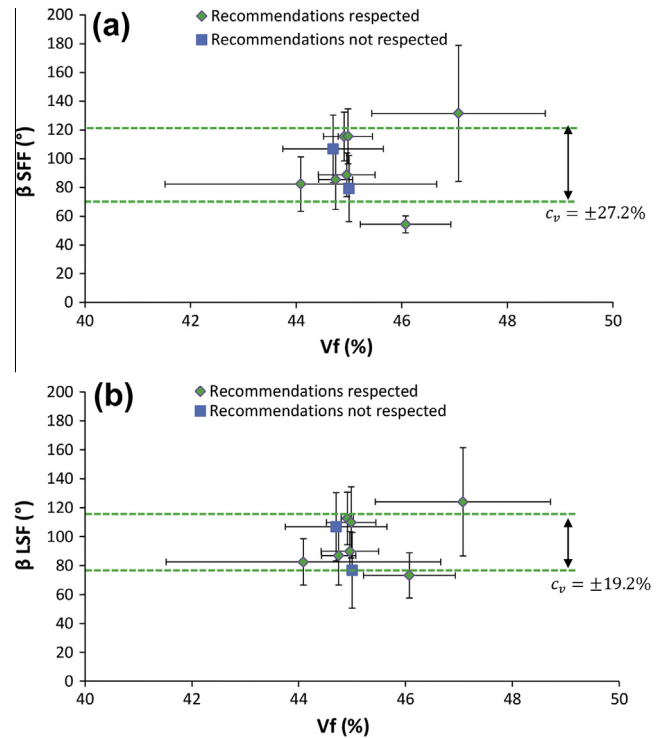 (a)
Recommendations respected
Recommendations not respected
200
180
160
140
120
100
80
60
40
20
0
β SFF (°)
c_v = ±27.2%
40 42 44 46 48 50
Vf (%)
(b)
Recommendations respected
Recommendations not respected
200
180
160
140
120
100
80
60
40
20
0
β LSF (°)
c_v = ±19.2%
40 42 44 46 48 50
Vf (%)